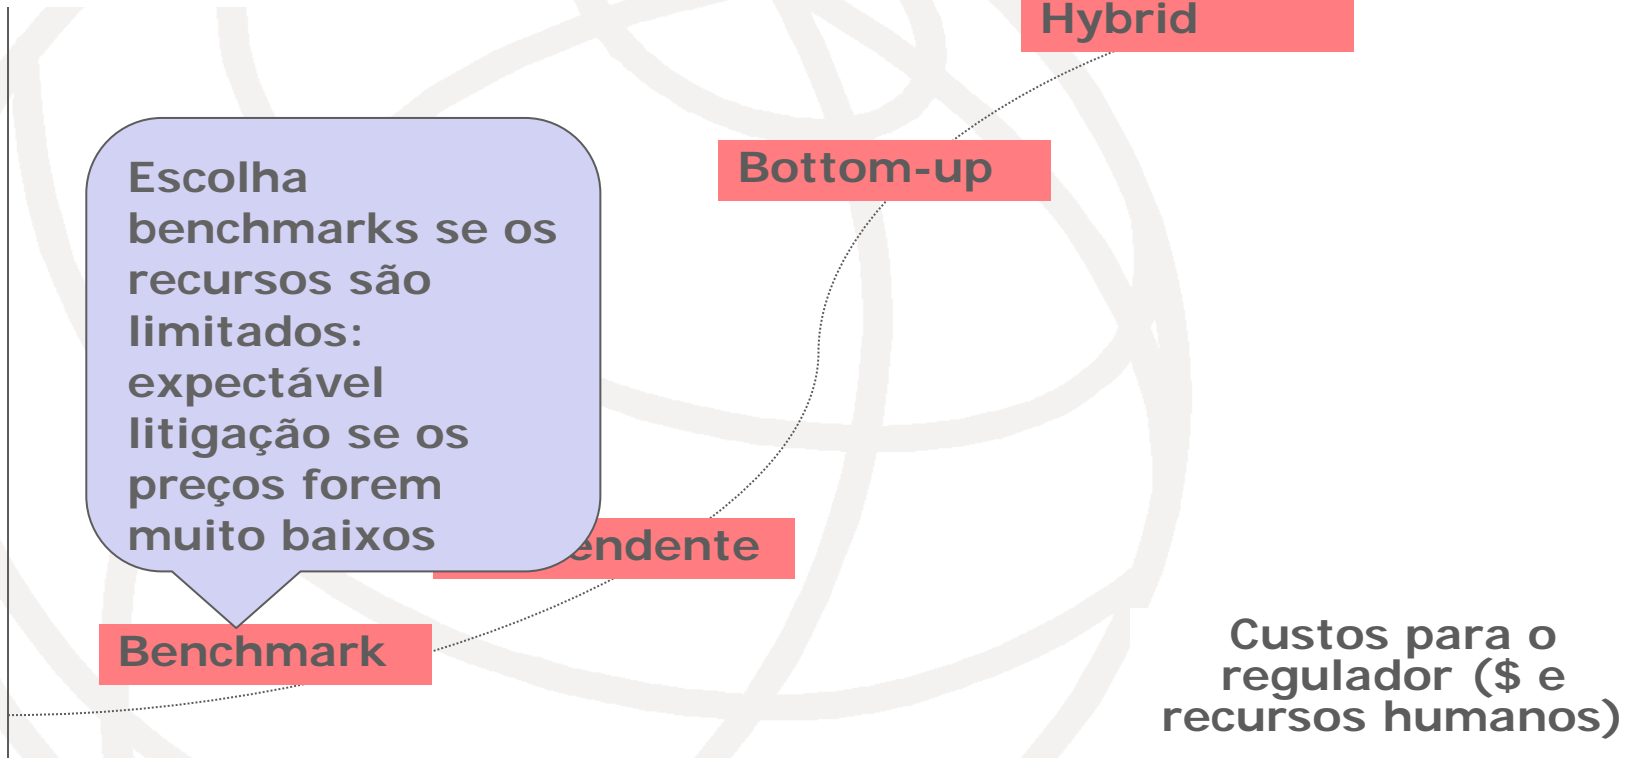 Hybrid
Bottom-up
Escolha
benchmarks se os
recursos são
limitados:
expectável
litigação se os
preços forem
muito baixos
endente
Benchmark
Custos para o
regulador ($ e
recursos humanos)